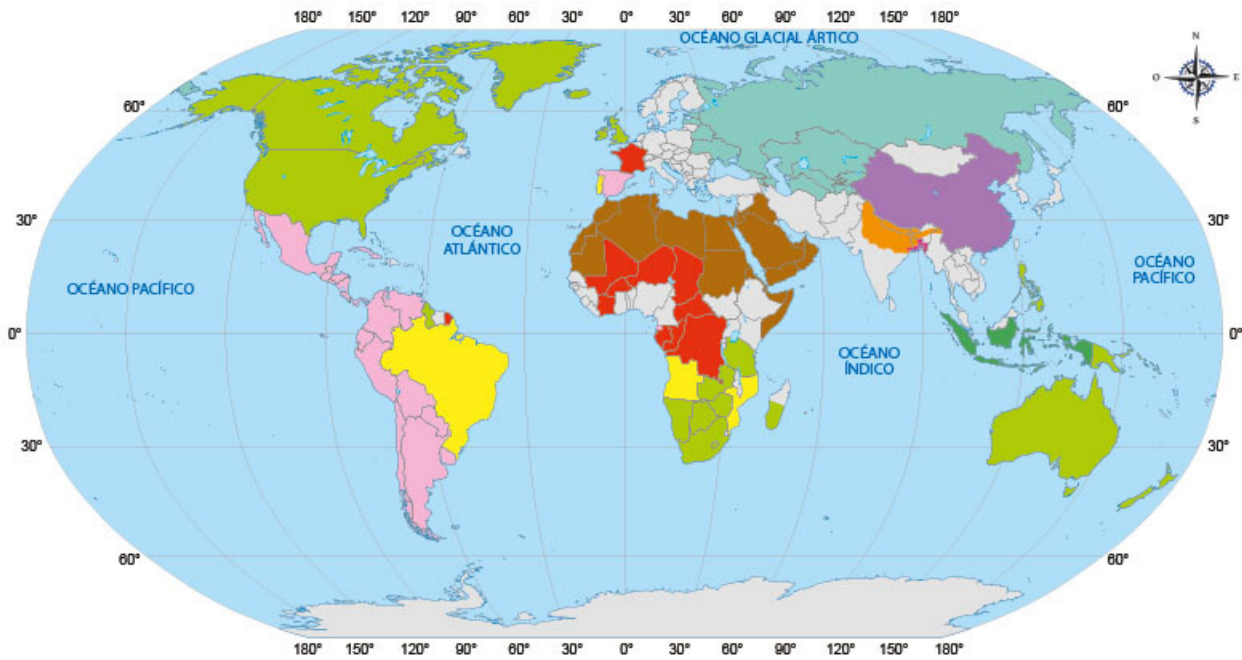 180° 150° 120° 90° 60° 30° 0° 30° 60° 90° 120° 150° 180°
OCÉANO GLACIAL ÁRTICO
N
O E
S
60° 60°
30° 30°
OCÉANO
ATLÁNTICO
OCÉANO
PACÍFICO
OCÉANO PACÍFICO
0° 0°
OCÉANO
ÍNDICO
30° 30°
60° 60°
180° 150° 120° 90° 60° 30° 0° 30° 60° 90° 120° 150° 180°